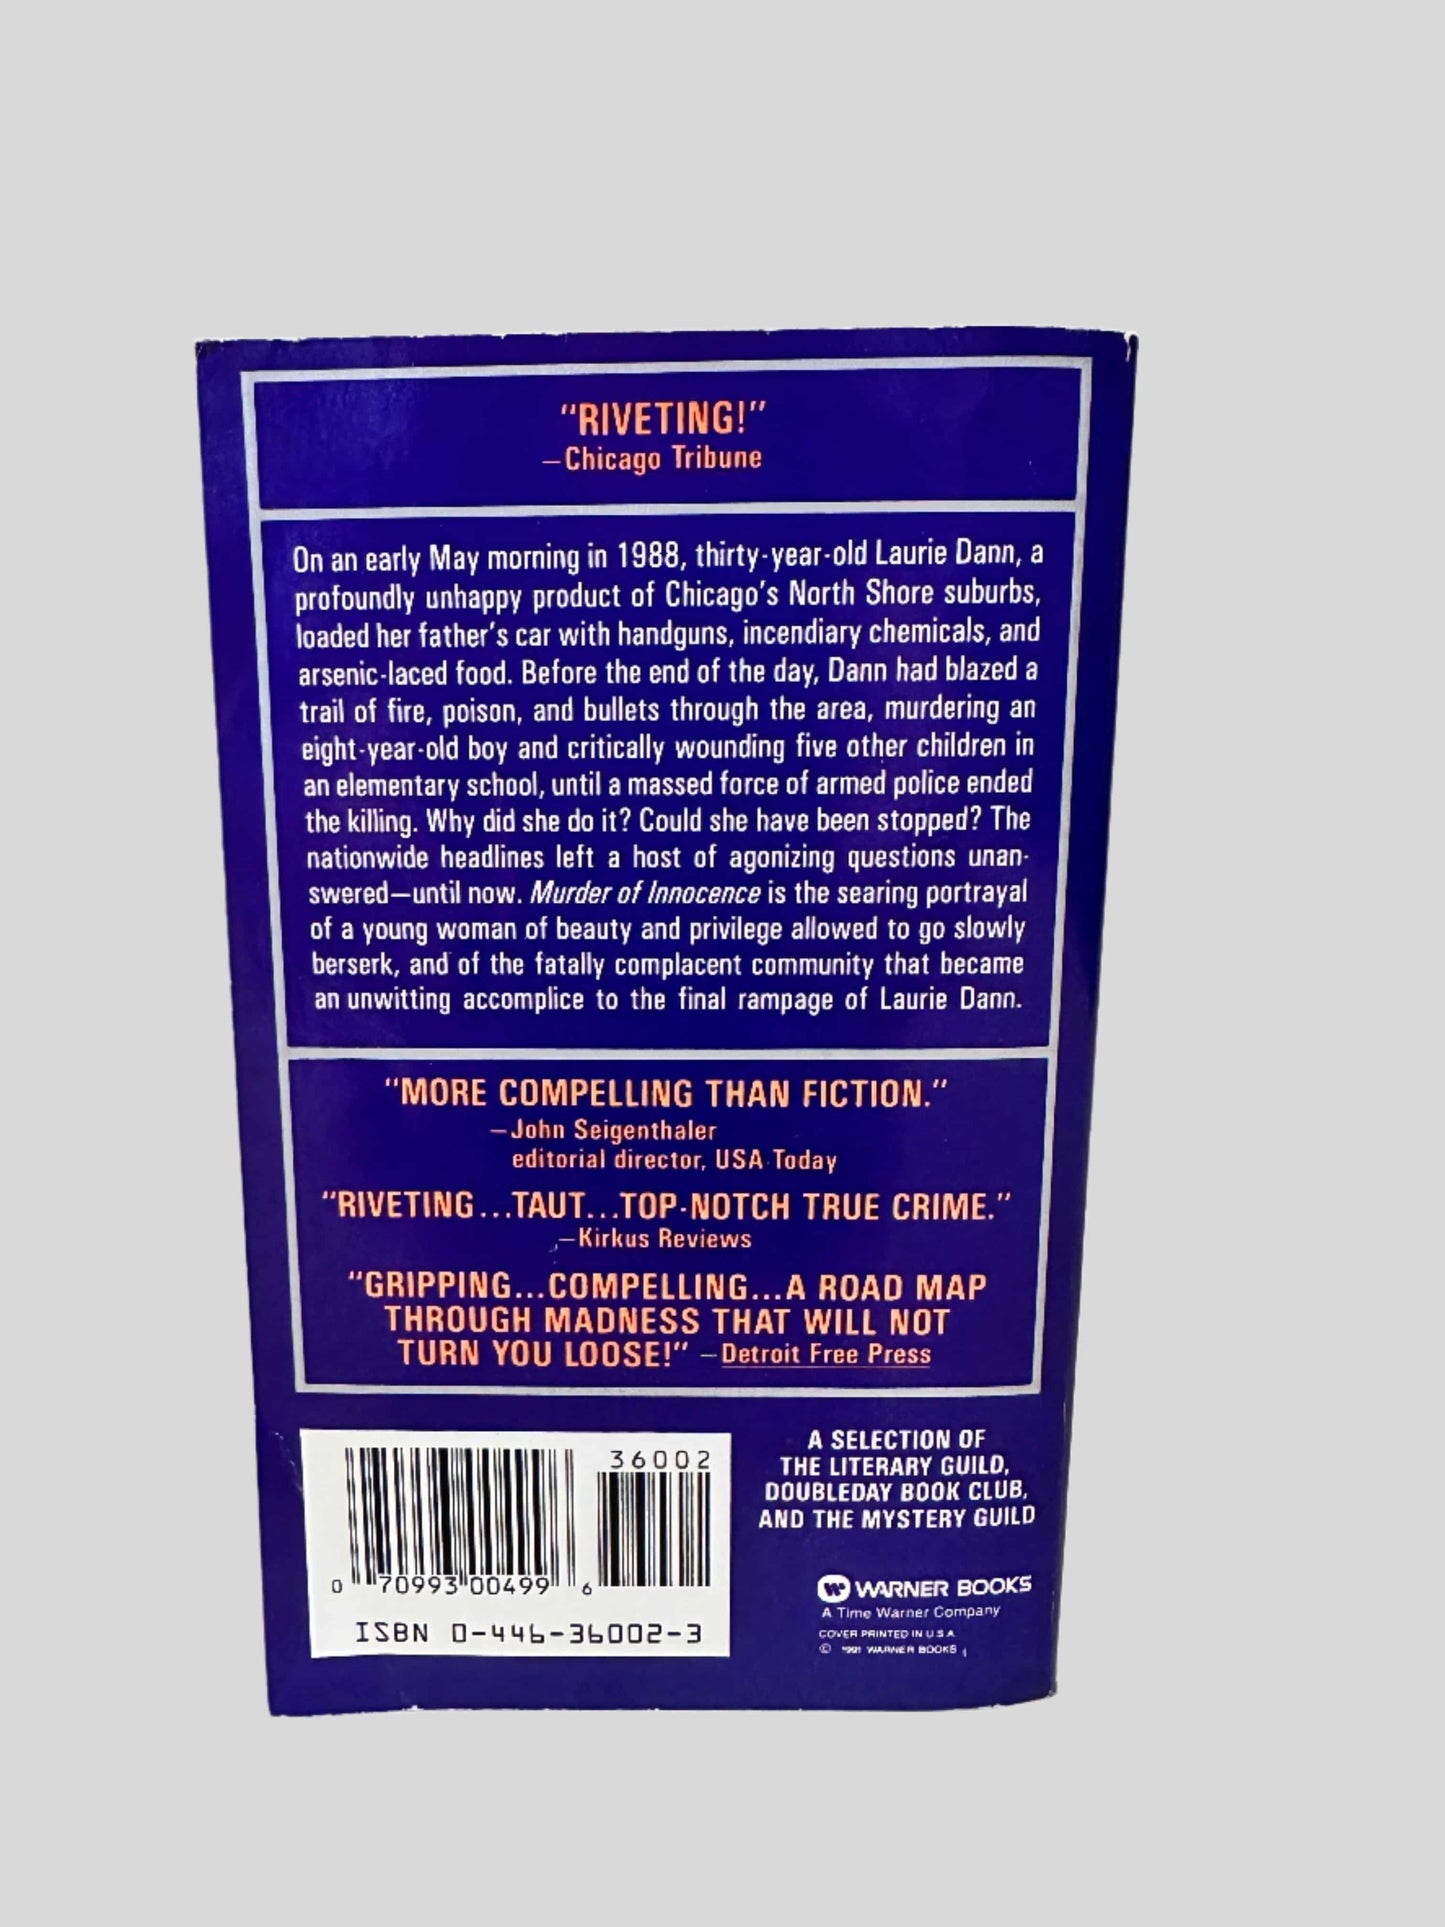 "RIVETING!"
—Chicago Tribune
On an early May morning in 1988, thirty-year-old Laurie Dann, a
profoundly unhappy product of Chicago's North Shore suburbs,
loaded her father's car with handguns, incendiary chemicals, and
arsenic-laced food. Before the end of the day, Dann had blazed a
trail of fire, poison, and bullets through the area, murdering an
eight-year-old boy and critically wounding five other children in
an elementary school, until a massed force of armed police ended
the killing. Why did she do it? Could she have been stopped? The
nationwide headlines left a host of agonizing questions unan-
swered—until now. Murder of Innocence is the searing portrayal
of a young woman of beauty and privilege allowed to go slowly
berserk, and of the fatally complacent community that became
an unwitting accomplice to the final rampage of Laurie Dann.
"MORE COMPELLING THAN FICTION."
—John Seigenthaler
editorial director, USA Today
"RIVETING...TAUT...TOP-NOTCH TRUE CRIME."
—Kirkus Reviews
"GRIPPING...COMPELLING...A ROAD MAP
THROUGH MADNESS THAT WILL NOT
TURN YOU LOOSE!" —Detroit Free Press
36002
0 70993 00499 6
ISBN 0-446-36002-3
A SELECTION OF
THE LITERARY GUILD,
DOUBLEDAY BOOK CLUB,
AND THE MYSTERY GUILD
W WARNER BOOKS
A Time Warner Company
COVER PRINTED IN U.S.A.
© 1991 WARNER BOOKS